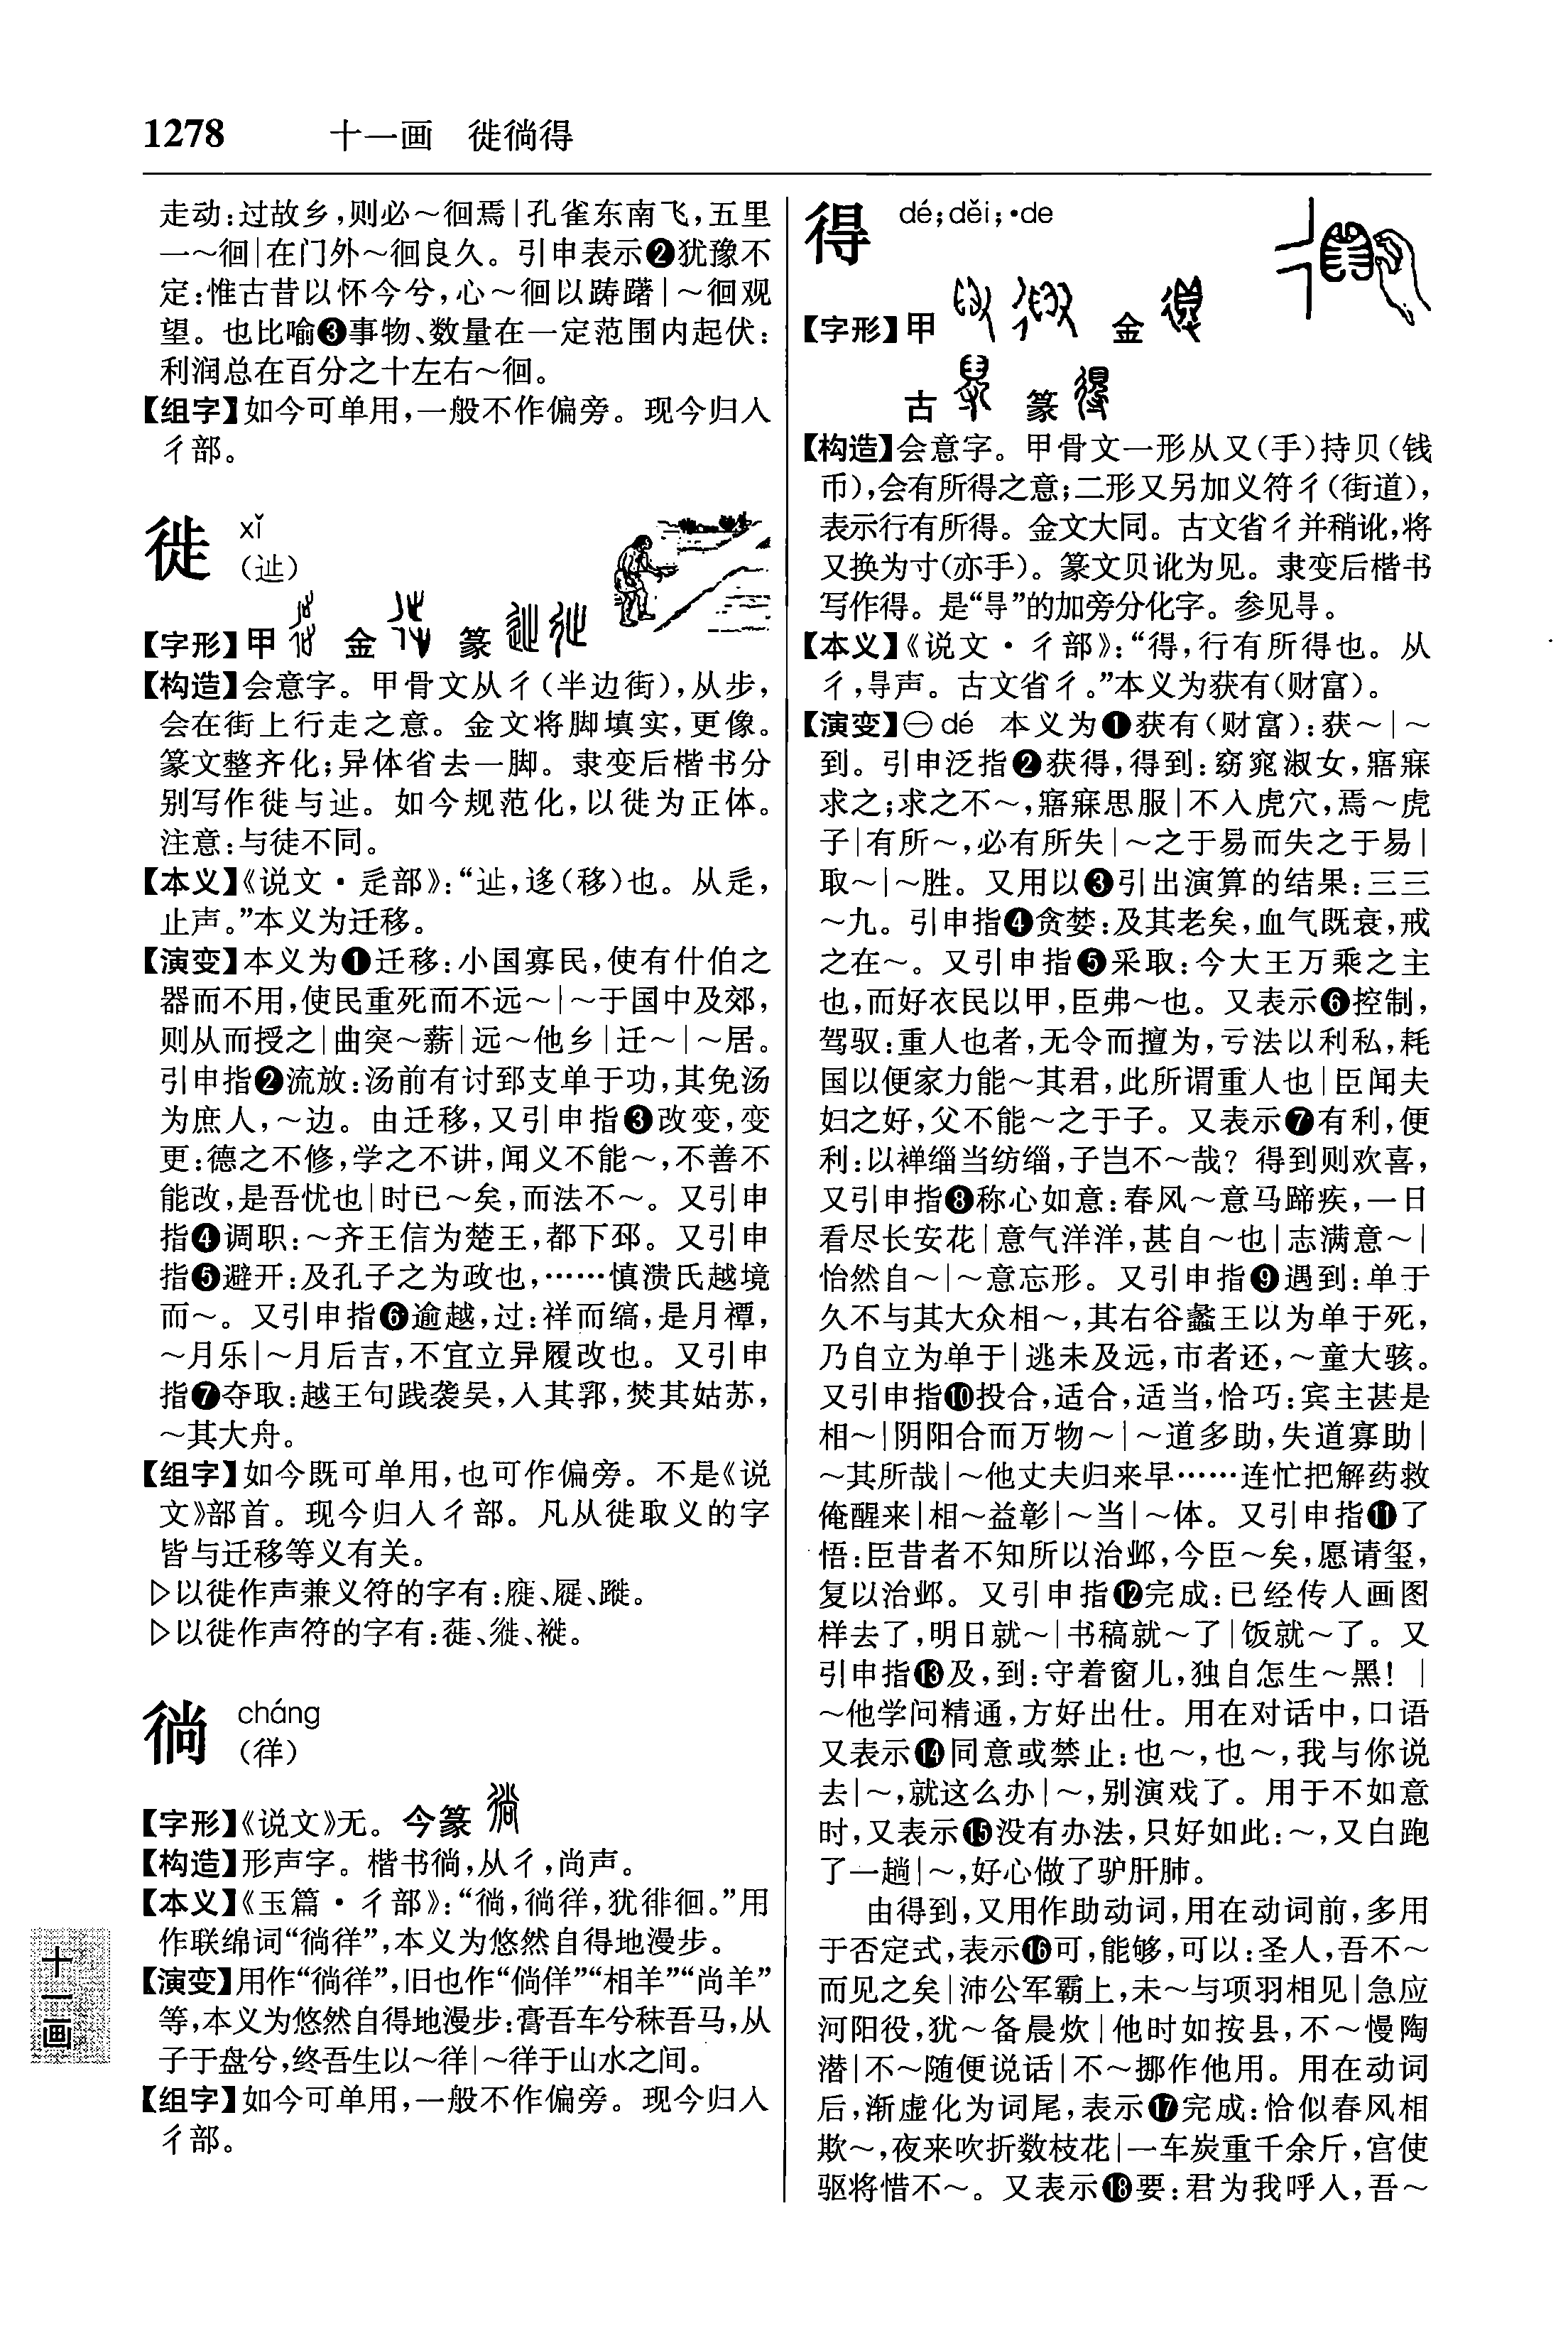 1278 十一画 徙徜得
走动:过故乡,则必～徊焉|孔雀东南飞,五里
一～徊|在门外～徊良久。引申表示❷犹豫不
定:惟古昔以怀今兮,心～徊以踌躇|～徊观
望。也比喻❸事物、数量在一定范围内起伏:
利润总在百分之十左右～徊。
【组字】如今可单用,一般不作偏旁。现今归入
彳部。
徙 xǐ
(辿)
【字形】甲 金 篆
【构造】会意字。甲骨文从彳(半边街),从步,
会在街上行走之意。金文将脚填实,更像。
篆文整齐化;异体省去一脚。隶变后楷书分
别写作徙与𨑭。如今规范化,以徙为正体。
注意:与徒不同。
【本义】《说文·辵部》:“𨑭,迻(移)也。从辵,
止声。”本义为迁移。
【演变】本义为❶迁移:小国寡民,使有什伯之
器而不用,使民重死而不远～|～于国中及郊,
则从而授之|曲突～薪|远～他乡|迁～|～居。
引申指❷流放:汤前有讨郅支单于功,其免汤
为庶人,～边。由迁移,又引申指❸改变,变
更:德之不修,学之不讲,闻义不能～,不善不
能改,是吾忧也|时已～矣,而法不～。又引申
指❹调职:～齐王信为楚王,都下邳。又引申
指❺避开:及孔子之为政也,……慎溃氏越境
而～。又引申指❻逾越,过:祥而缟,是月禫,
～月乐|～月后吉,不宜立异履改也。又引申
指❼夺取:越王句践袭吴,入其郛,焚其姑苏,
～其大舟。
【组字】如今既可单用,也可作偏旁。不是《说
文》部首。现今归入彳部。凡从徙取义的字
皆与迁移等义有关。
▷以徙作声兼义符的字有:屣、蹝。
▷以徙作声符的字有:蓰、褷。
徜 cháng
(徉)
【字形】《说文》无。今篆
【构造】形声字。楷书徜,从彳,尚声。
【本义】《玉篇·彳部》:“徜,徜徉,犹徘徊。”用
作联绵词“徜徉”,本义为悠然自得地漫步。
【演变】用作“徜徉”,旧也作“倘佯”“相羊”“尚羊”
等,本义为悠然自得地漫步:膏吾车兮秣吾马,从
子于盘兮,终吾生以～徉|～徉于山水之间。
【组字】如今可单用,一般不作偏旁。现今归入
彳部。
十一画
得 dé;děi;·de
【字形】甲 金
古 篆
【构造】会意字。甲骨文一形从又(手)持贝(钱
币),会有所得之意;二形又另加义符彳(街道),
表示行有所得。金文大同。古文省彳并稍讹,将
又换为寸(亦手)。篆文贝讹为见。隶变后楷书
写作得。是“㝵”的加旁分化字。参见㝵。
【本义】《说文·彳部》:“得,行有所得也。从
彳,㝵声。古文省彳。”本义为获有(财富)。
【演变】㊀dé 本义为❶获有(财富):获～|～
到。引申泛指❷获得,得到:窈窕淑女,寤寐
求之;求之不～,寤寐思服|不入虎穴,焉～虎
子|有所～,必有所失|～之于易而失之于易|
取～|～胜。又用以❸引出演算的结果:三三
～九。引申指❹贪婪:及其老矣,血气既衰,戒
之在～。又引申指❺采取:今大王万乘之主
也,而好衣民以甲,臣弗～也。又表示❻控制,
驾驭:重人也者,无令而擅为,亏法以利私,耗
国以便家力能～其君,此所谓重人也|臣闻夫
妇之好,父不能～之于子。又表示❼有利,便
利:以禅缁当纺缁,子岂不～哉?得到则欢喜,
又引申指❽称心如意:春风～意马蹄疾,一日
看尽长安花|意气洋洋,甚自～也|志满意～|
怡然自～|～意忘形。又引申指❾遇到:单于
久不与其大众相～,其右谷蠡王以为单于死,
乃自立为单于|逃未及远,市者还,～童大骇。
又引申指❿投合,适合,适当,恰巧:宾主甚是
相～|阴阳合而万物～|～道多助,失道寡助|
～其所哉|～他丈夫归来早……连忙把解药救
俺醒来|相～益彰|～当|～体。又引申指⓫了
悟:臣昔者不知所以治邺,今臣～矣,愿请玺,
复以治邺。又引申指⓬完成:已经传人画图
样去了,明日就～|书稿就～了|饭就～了。又
引申指⓭及,到:守着窗儿,独自怎生～黑!|
～他学问精通,方好出仕。用在对话中,口语
又表示⓮同意或禁止:也～,也～,我与你说
去|～,就这么办|～,别演戏了。用于不如意
时,又表示⓯没有办法,只好如此:～,又白跑
了一趟|～,好心做了驴肝肺。
由得到,又用作助动词,用在动词前,多用
于否定式,表示⓰可,能够,可以:圣人,吾不～
而见之矣|沛公军霸上,未～与项羽相见|急应
河阳役,犹～备晨炊|他时如按县,不～慢陶
潜|不～随便说话|不～挪作他用。用在动词
后,渐虚化为词尾,表示⓱完成:恰似春风相
欺～,夜来吹折数枝花|一车炭重千余斤,宫使
驱将惜不～。又表示⓲要:君为我呼入,吾～